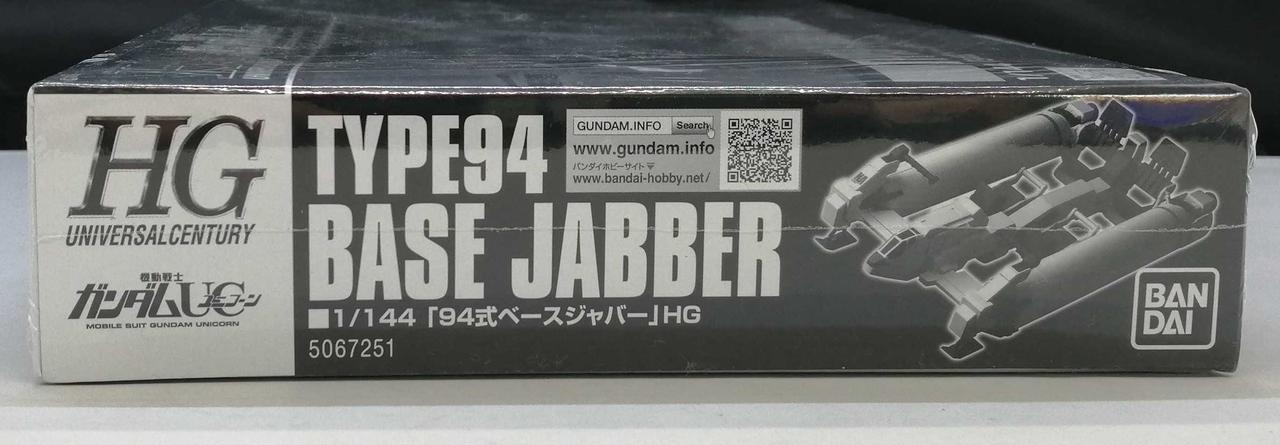 HG
UNIVERSALCENTURY
機動戦士
ガンダムUC
ユニコーン
MOBILE SUIT GUNDAM UNICORN
TYPE94
BASE JABBER
■1/144「94式ベースジャバー」HG
5067251
GUNDAM.INFO Search
www.gundam.info
バンダイホビーサイト
www.bandai-hobby.net/
BAN
DAI